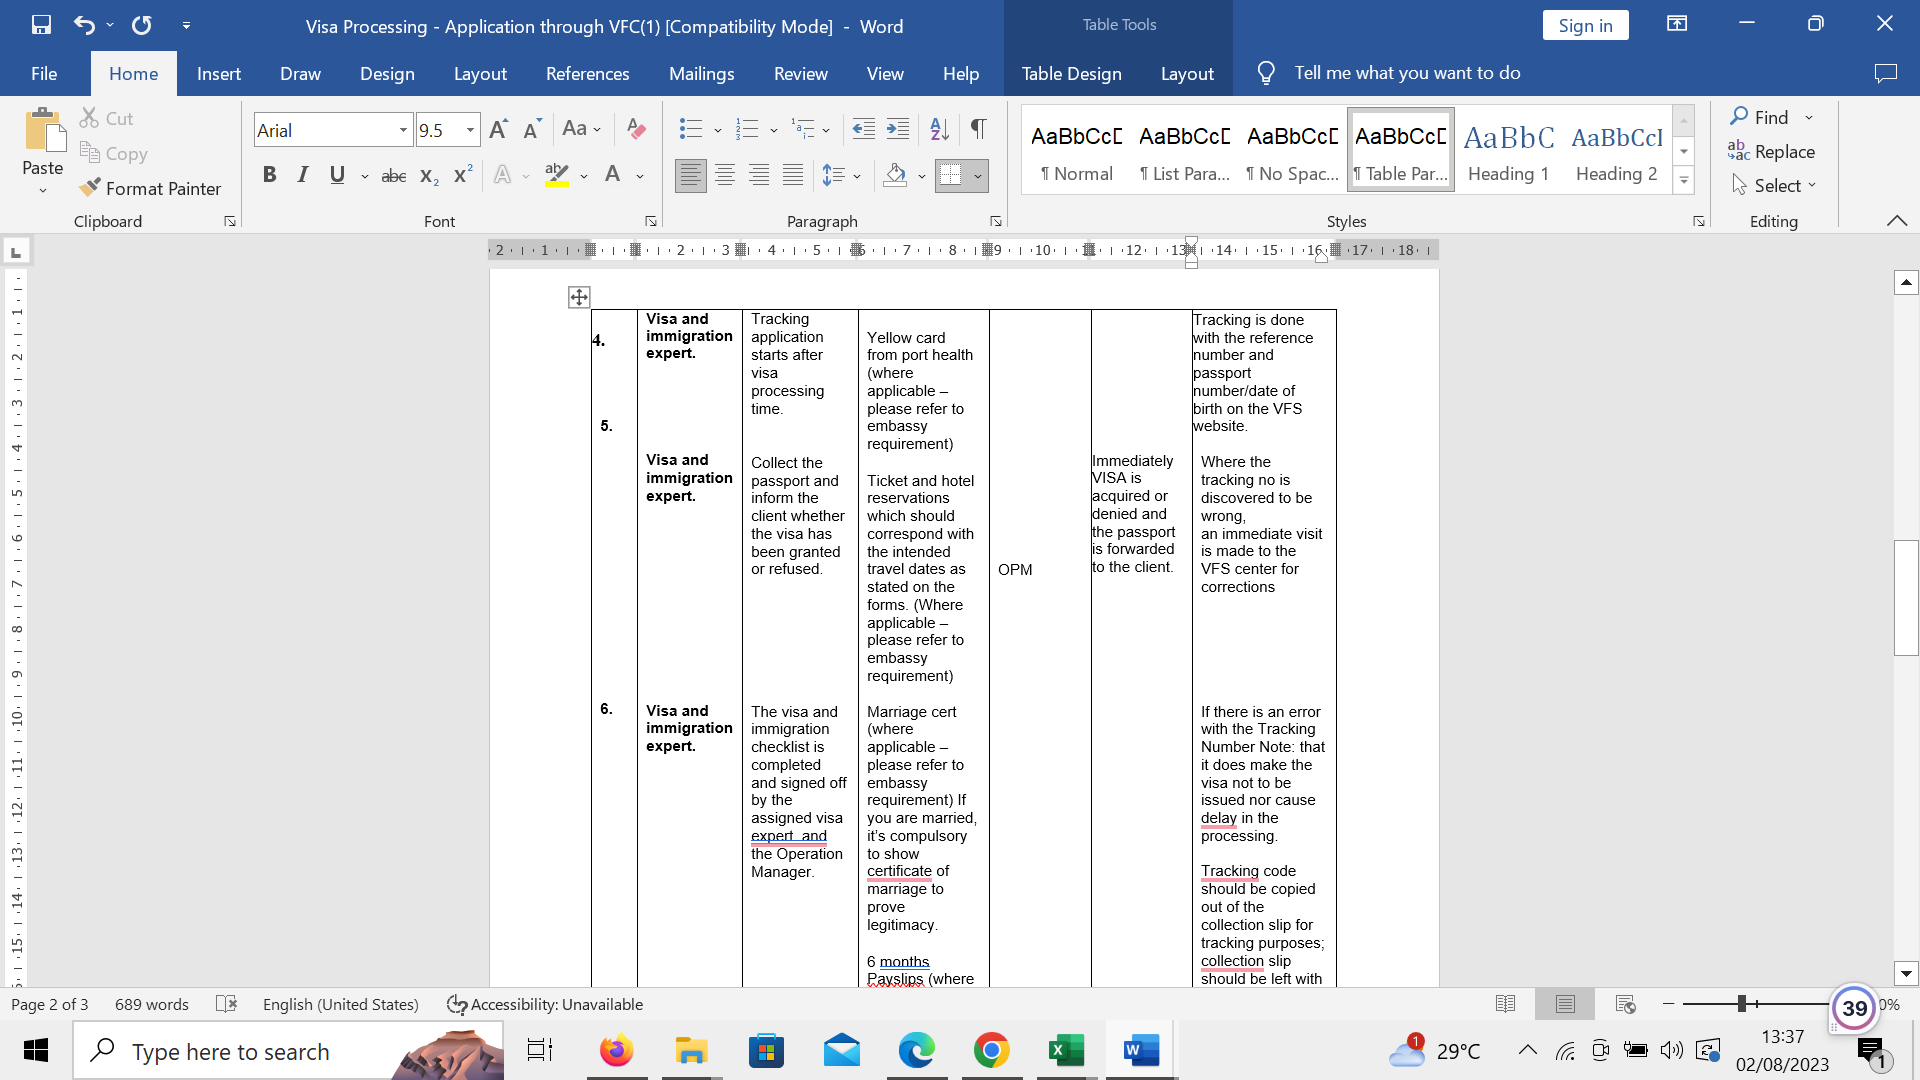 Visa Processing - Application through VFC(1) [Compatibility Mode] - Word
Table Tools
Sign in
File
Home
Insert
Draw
Design
Layout
References
Mailings
Review
View
Help
Table Design
Layout
Tell me what you want to do
Paste
Cut
Copy
Format Painter
Clipboard
Arial
9.5
Font
Paragraph
AaBbCcD
¶ Normal
AaBbCcD
¶ List Para...
AaBbCcD
¶ No Spac...
AaBbCcD
¶ Table Par...
AaBbC
Heading 1
AaBbCcI
Heading 2
Styles
Find
Replace
Select
Editing
4.
Visa and
immigration
expert.
Tracking
application
starts after
visa
processing
time.
Yellow card
from port health
(where
applicable –
please refer to
embassy
requirement)
Tracking is done
with the reference
number and
passport
number/date of
birth on the VFS
website.
5.
Visa and
immigration
expert.
Collect the
passport and
inform the
client whether
the visa has
been granted
or refused.
Ticket and hotel
reservations
which should
correspond with
the intended
travel dates as
stated on the
forms. (Where
applicable –
please refer to
embassy
requirement)
OPM
Immediately
VISA is
acquired or
denied and
the passport
is forwarded
to the client.
Where the
tracking no is
discovered to be
wrong,
an immediate visit
is made to the
VFS center for
corrections
6.
Visa and
immigration
expert.
The visa and
immigration
checklist is
completed
and signed off
by the
assigned visa
expert and
the Operation
Manager.
Marriage cert
(where
applicable –
please refer to
embassy
requirement) If
you are married,
it’s compulsory
to show
certificate of
marriage to
prove
legitimacy.
6 months
Payslips (where
If there is an error
with the Tracking
Number Note: that
it does make the
visa not to be
issued nor cause
delay in the
processing.
Tracking code
should be copied
out of the
collection slip for
tracking purposes;
collection slip
should be left with
Page 2 of 3
689 words
English (United States)
Accessibility: Unavailable
39
0%
Type here to search
1
29°C
13:37
02/08/2023
1